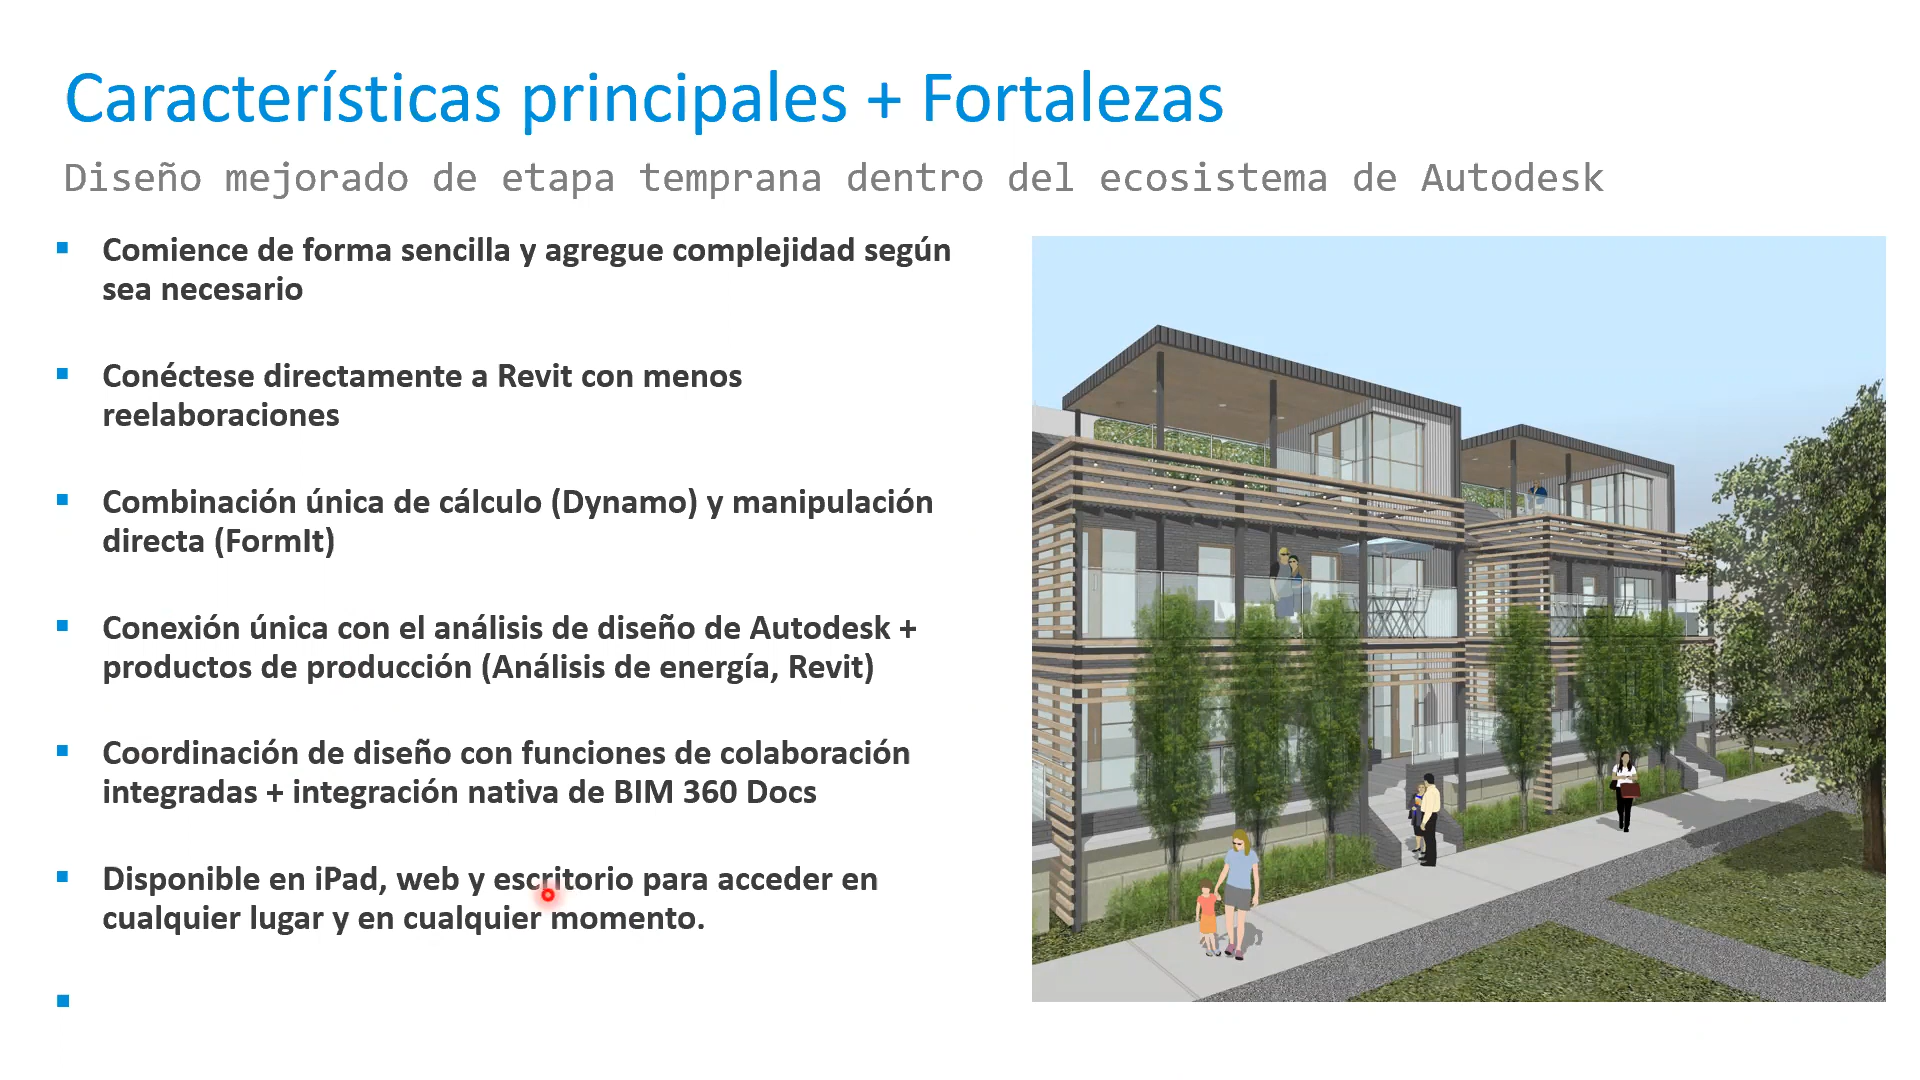 Características principales + Fortalezas
Diseño mejorado de etapa temprana dentro del ecosistema de Autodesk
Comience de forma sencilla y agregue complejidad según
sea necesario
Conéctese directamente a Revit con menos
reelaboraciones
Combinación única de cálculo (Dynamo) y manipulación
directa (FormIt)
Conexión única con el análisis de diseño de Autodesk +
productos de producción (Análisis de energía, Revit)
Coordinación de diseño con funciones de colaboración
integradas + integración nativa de BIM 360 Docs
Disponible en iPad, web y escritorio para acceder en
cualquier lugar y en cualquier momento.